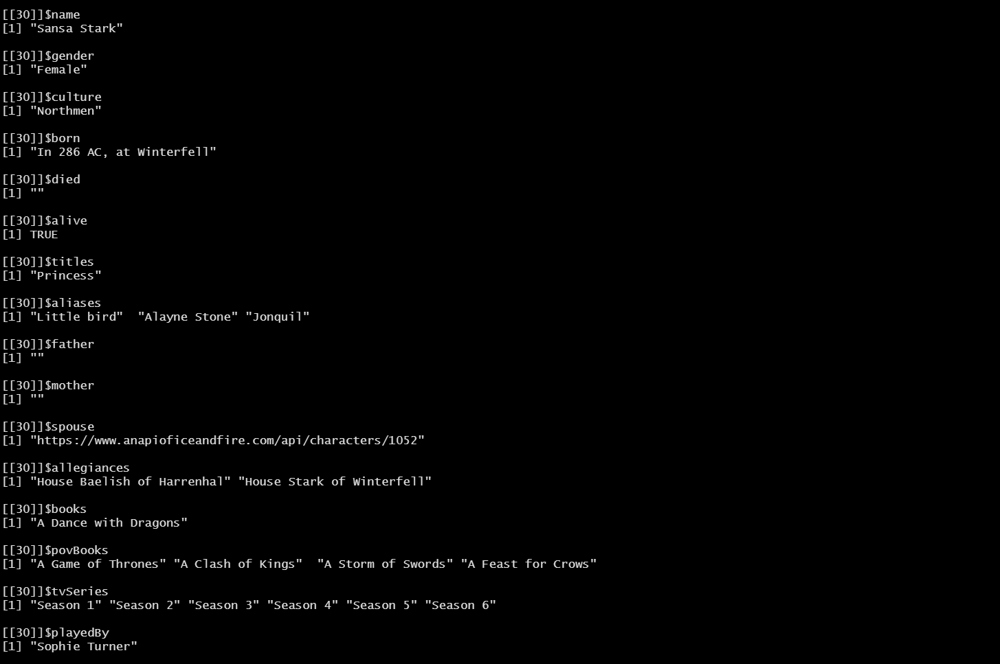 [[30]]$name
[1] "Sansa Stark"
[[30]]$gender
[1] "Female"
[[30]]$culture
[1] "Northmen"
[[30]]$born
[1] "In 286 AC, at Winterfell"
[[30]]$died
[1] ""
[[30]]$alive
[1] TRUE
[[30]]$titles
[1] "Princess"
[[30]]$aliases
[1] "Little bird"  "Alayne Stone" "Jonquil"
[[30]]$father
[1] ""
[[30]]$mother
[1] ""
[[30]]$spouse
[1] "https://www.anapioficeandfire.com/api/characters/1052"
[[30]]$allegiances
[1] "House Baelish of Harrenhal" "House Stark of Winterfell"
[[30]]$books
[1] "A Dance with Dragons"
[[30]]$povBooks
[1] "A Game of Thrones" "A Clash of Kings"  "A Storm of Swords" "A Feast for Crows"
[[30]]$tvSeries
[1] "Season 1" "Season 2" "Season 3" "Season 4" "Season 5" "Season 6"
[[30]]$playedBy
[1] "Sophie Turner"